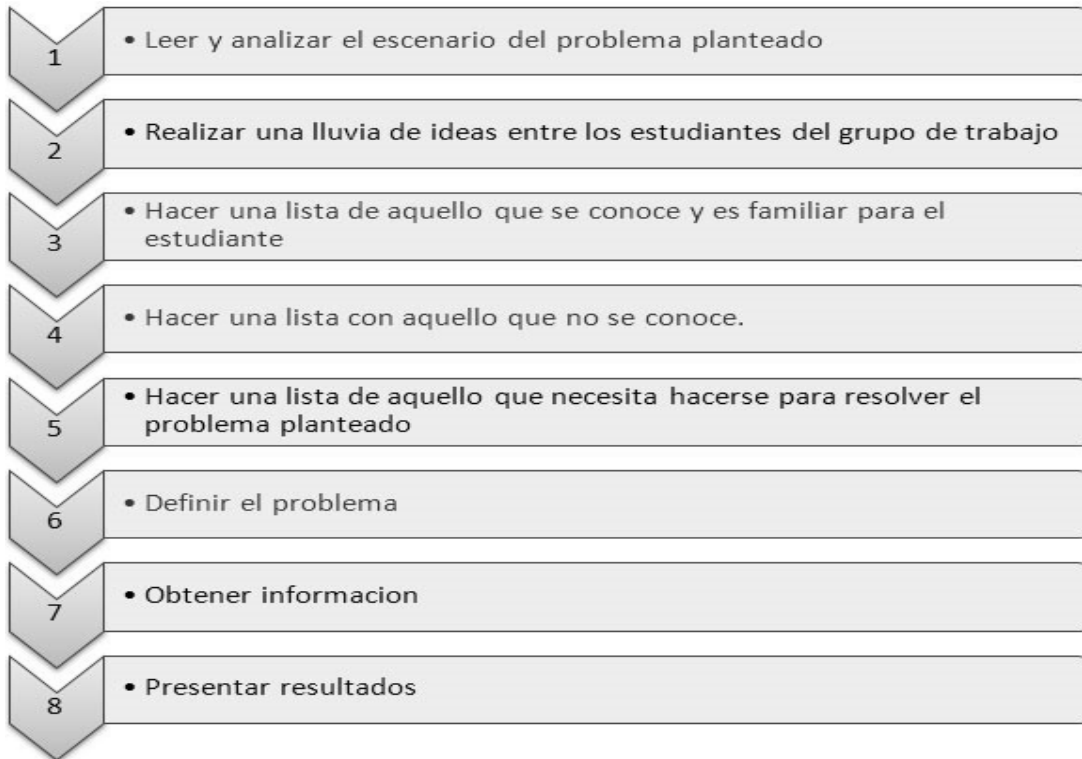 1
• Leer y analizar el escenario del problema planteado
2
• Realizar una lluvia de ideas entre los estudiantes del grupo de trabajo
3
• Hacer una lista de aquello que se conoce y es familiar para el
estudiante
4
• Hacer una lista con aquello que no se conoce.
5
• Hacer una lista de aquello que necesita hacerse para resolver el
problema planteado
6
• Definir el problema
7
• Obtener informacion
8
• Presentar resultados